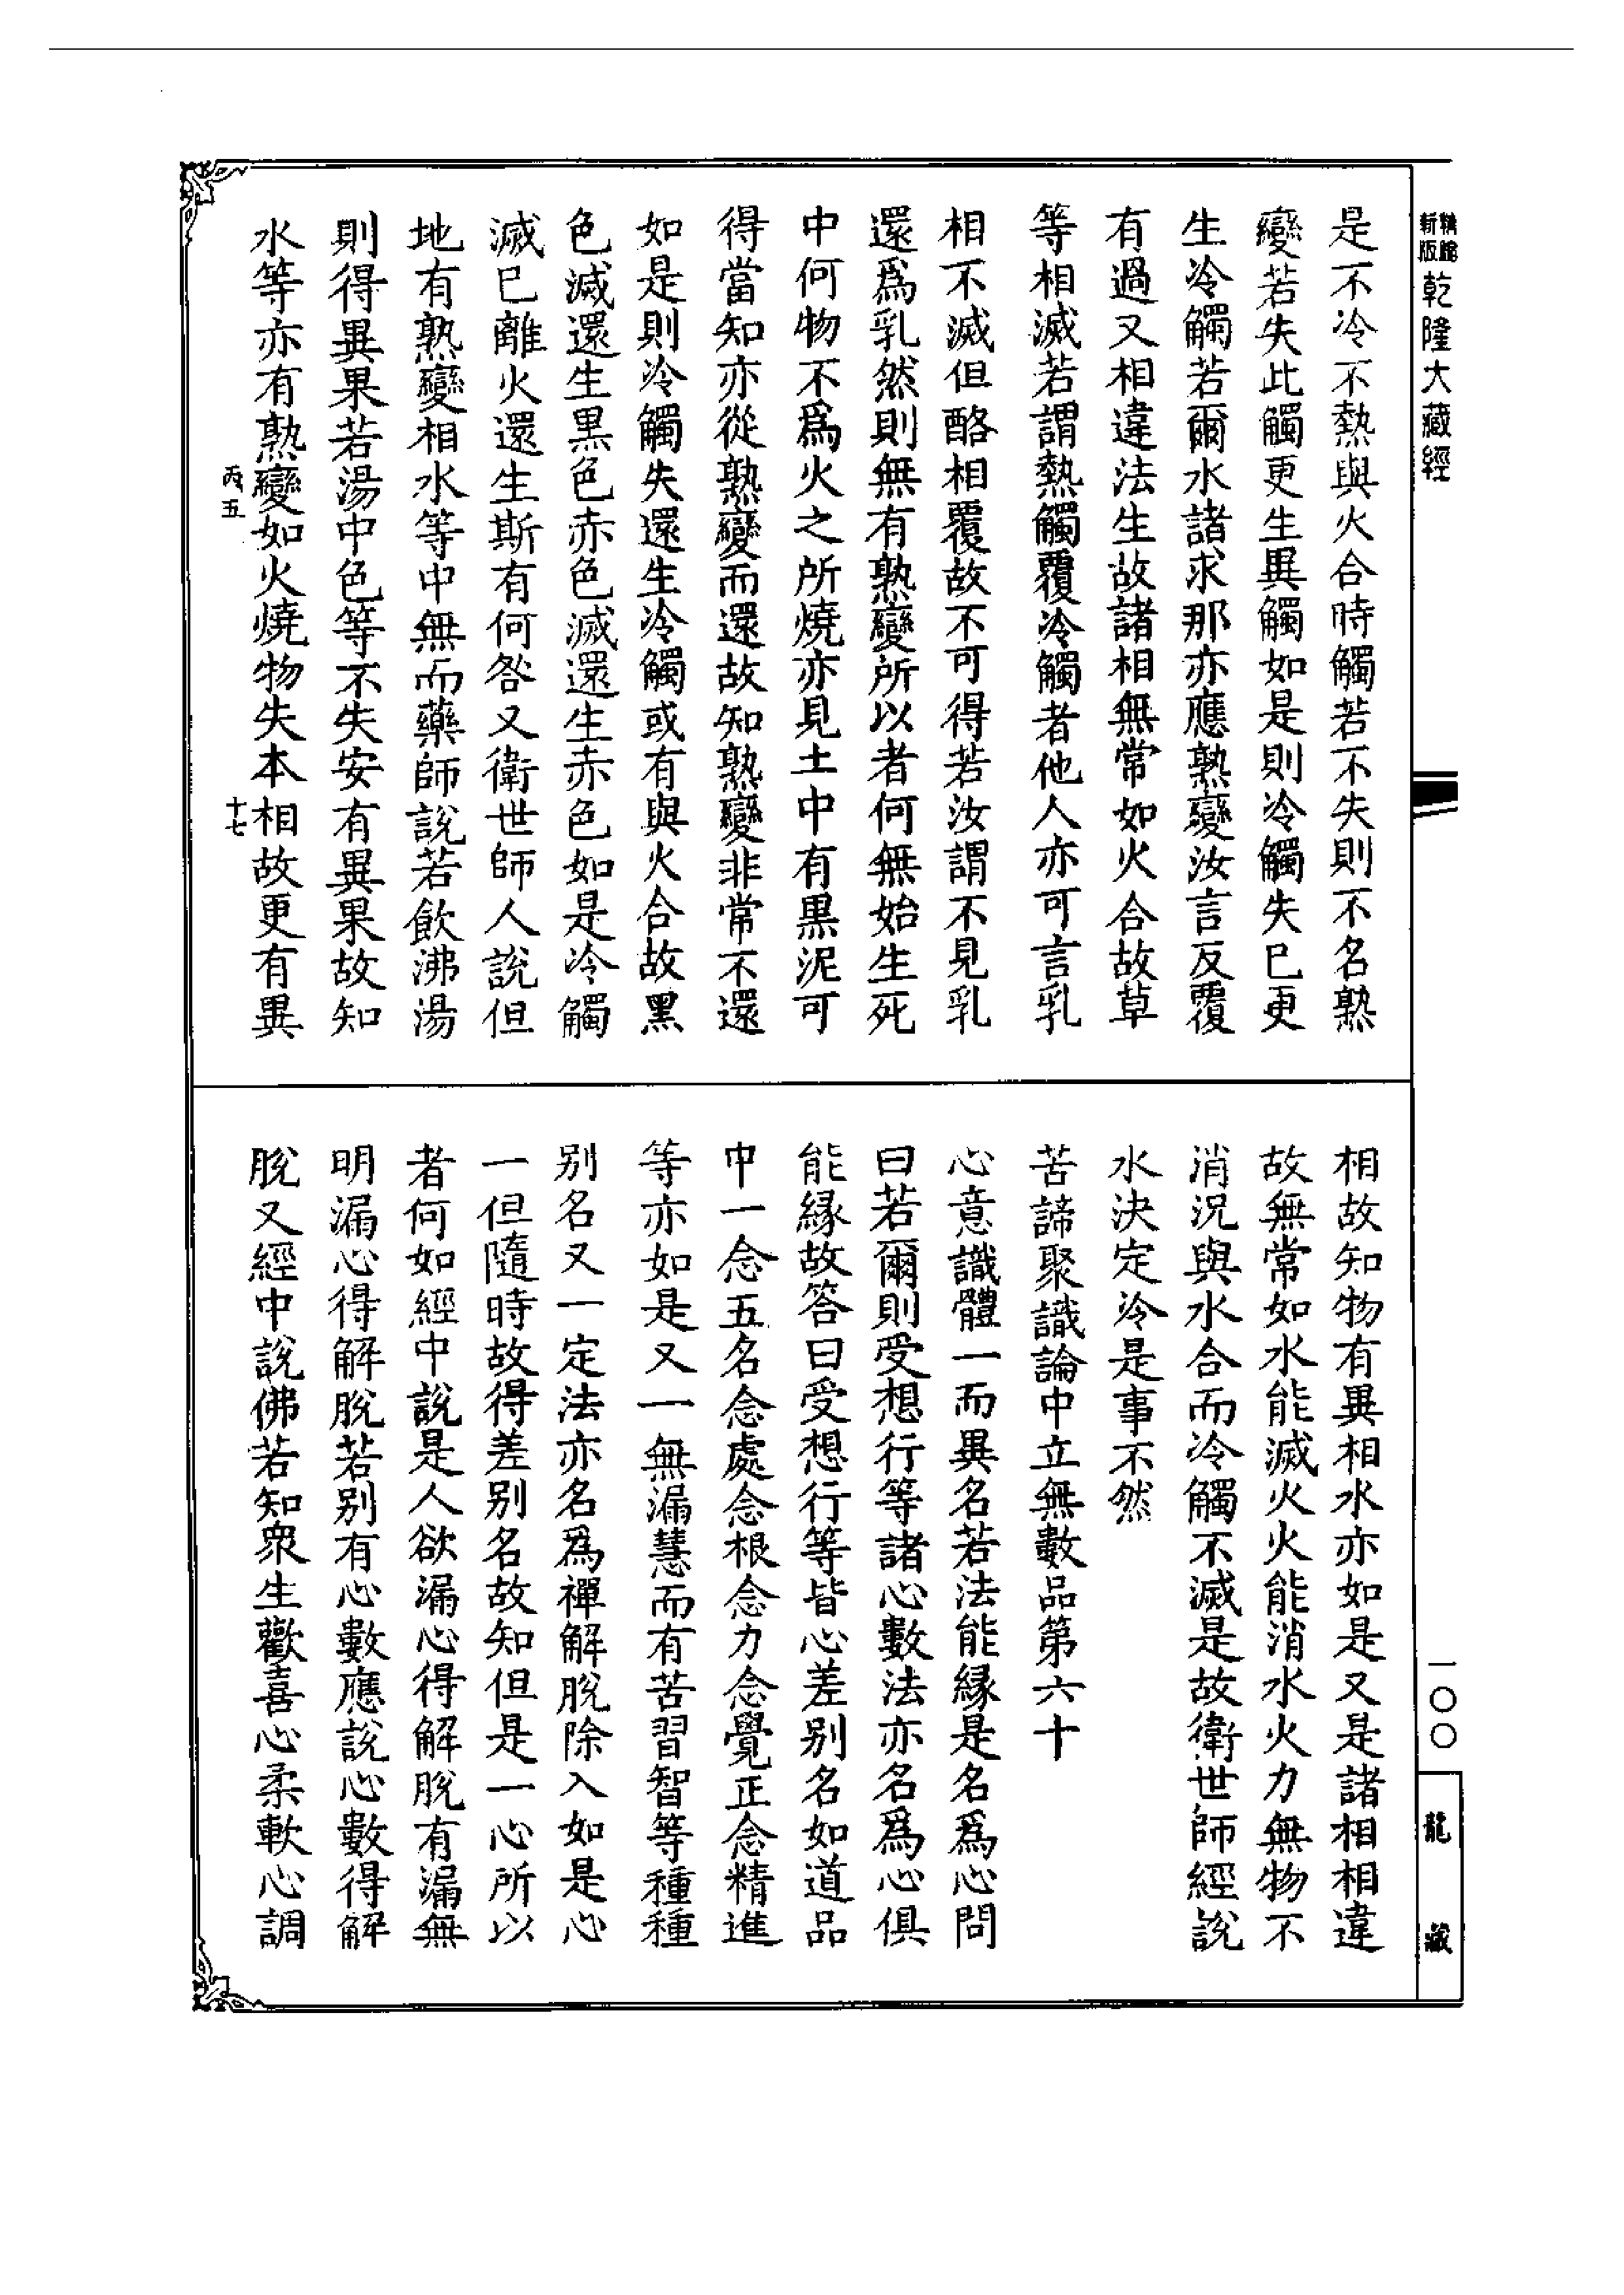 新版
乾隆大藏經
是不冷不熱與火合時觸若不失則不名熟
變若失此觸更生異觸如是則冷觸失已更
生冷觸若爾水諸求那亦應熟變汝言反覆
有過又相違法生故諸相無常如火合故草
等相滅若謂熱觸覆冷觸者他人亦可言乳
相不滅但酪相覆故不可得若汝謂不見乳
還爲乳然則無有熟變所以者何無始生死
中何物不爲火之所燒亦見土中有黑泥可
得當知亦從熟變而還故知熟變非常不還
如是則冷觸失還生冷觸或有與火合故黑
色滅還生黑色赤色滅還生赤色如是冷觸
滅已離火還生斯有何咎又衛世師人說但
地有熟變相水等中無而藥師說若飲沸湯
則得異果若湯中色等不失安有異果故知
水等亦有熟變如火燒物失本相故更有異
丙五
十七
相故知物有異相水亦如是又是諸相相違
故無常如水能滅火火能消水火力無物不
消況與水合而冷觸不滅是故衛世師經說
水決定冷是事不然
苦諦聚識論中立無數品第六十
心意識體一而異名若法能緣是名爲心問
曰若爾則受想行等諸心數法亦名爲心俱
能緣故答曰受想行等皆心差别名如道品
中一念五名念處念根念力念覺正念精進
等亦如是又一無漏慧而有苦習智等種種
别名又一定法亦名爲禪解脫除入如是心
一但隨時故得差别名故知但是一心所以
者何如經中說是人欲漏心得解脫有漏無
明漏心得解脫若别有心數應說心數得解
脫又經中說佛若知衆生歡喜心柔軟心調
一〇〇
龍藏